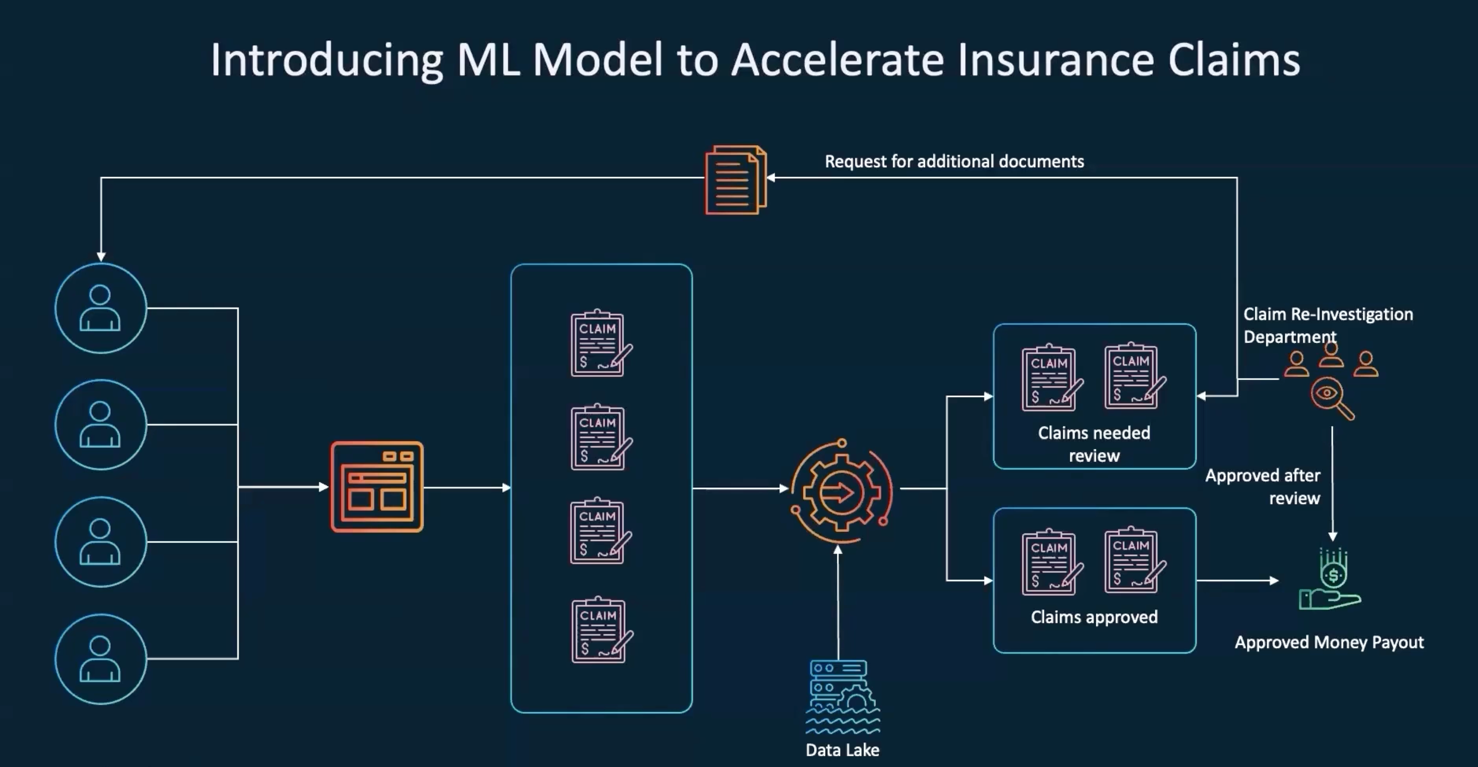 Introducing ML Model to Accelerate Insurance Claims
Request for additional documents
CLAIM
$
CLAIM
$
CLAIM
$
CLAIM
$
CLAIM
$
CLAIM
$
Claims needed
review
Claim Re-Investigation
Department
Approved after
review
CLAIM
$
CLAIM
$
Claims approved
$
Approved Money Payout
Data Lake